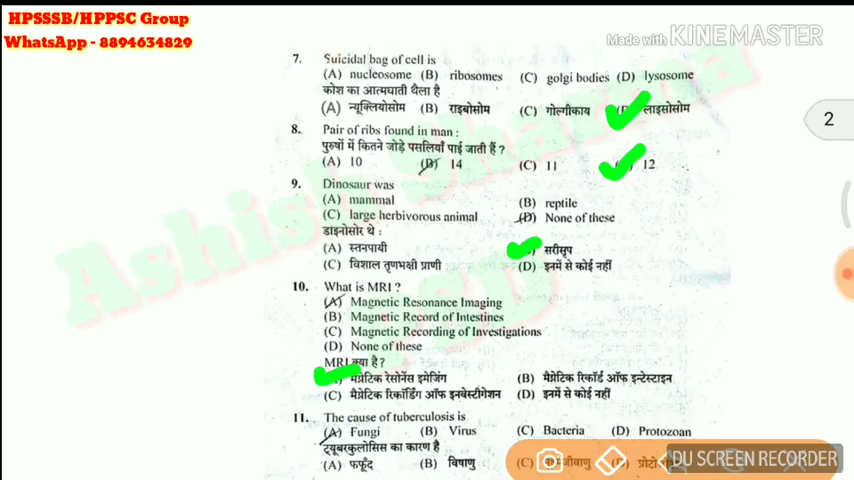 HPSSSB/HPPSC Group
WhatsApp - 8894634829
Made with KINEMASTER
2
7. Suicidal bag of cell is
(A) nucleosome (B) ribosomes (C) golgi bodies (D) lysosome
कोश का आत्मघाती थैला है
(A) न्यूक्लियोसोम (B) राइबोसोम (C) गोल्गीकाय लाइसोसोम
8. Pair of ribs found in man :
पुरुषों में कितने जोड़े पसलियाँ पाई जाती हैं ?
(A) 10 (B) 14 (C) 11 12
9. Dinosaur was
(A) mammal (B) reptile
(C) large herbivorous animal (D) None of these
डाइनोसोर थे :
(A) स्तनपायी सरीसृप
(C) विशाल तृणभक्षी प्राणी (D) इनमें से कोई नहीं
10. What is MRI ?
(A) Magnetic Resonance Imaging
(B) Magnetic Record of Intestines
(C) Magnetic Recording of Investigations
(D) None of these
MRI क्या है?
मैग्नेटिक रेसोनेंस इमेजिंग (B) मैग्नेटिक रिकॉर्ड ऑफ इन्टेस्टाइन
(C) मैग्नेटिक रिकॉर्डिंग ऑफ इनवेस्टीगेशन (D) इनमें से कोई नहीं
11. The cause of tuberculosis is
(A) Fungi (B) Virus (C) Bacteria (D) Protozoan
ट्यूबरकुलोसिस का कारण है
(A) फफूँद (B) विषाणु (C)
DU SCREEN RECORDER
Ashish Sharma